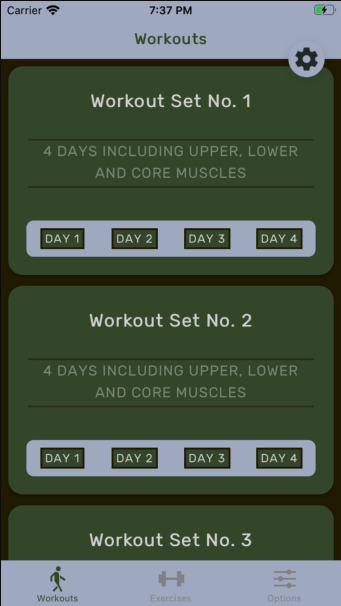 Carrier 7:37 PM
Workouts
Workout Set No. 1
4 DAYS INCLUDING UPPER, LOWER
AND CORE MUSCLES
DAY 1 DAY 2 DAY 3 DAY 4
Workout Set No. 2
4 DAYS INCLUDING UPPER, LOWER
AND CORE MUSCLES
DAY 1 DAY 2 DAY 3 DAY 4
Workout Set No. 3
Workouts Exercises Options